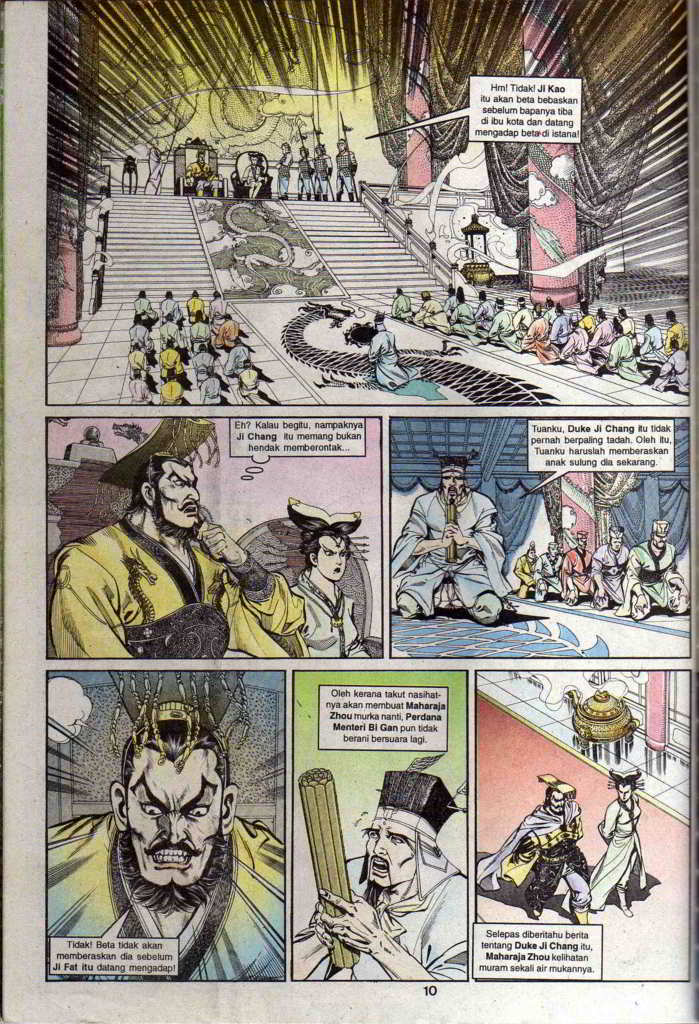 Hm! Tidak! Ji Kao
itu akan beta bebaskan
sebelum bapanya tiba
di ibu kota dan datang
mengadap beta di istana!
Eh? Kalau begitu, nampaknya
Ji Chang itu memang bukan
hendak memberontak...
Tuanku, Duke Ji Chang itu tidak
pernah berpaling tadah. Oleh itu,
Tuanku haruslah memberaskan
anak sulung dia sekarang.
Tidak! Beta tidak akan
memberaskan dia sebelum
Ji Fat itu datang mengadap!
Oleh kerana takut nasihat-
nya akan membuat Maharaja
Zhou murka nanti, Perdana
Menteri Bi Gan pun tidak
berani bersuara lagi.
Selepas diberitahu berita
tentang Duke Ji Chang itu,
Maharaja Zhou kelihatan
muram sekali air mukannya.
10